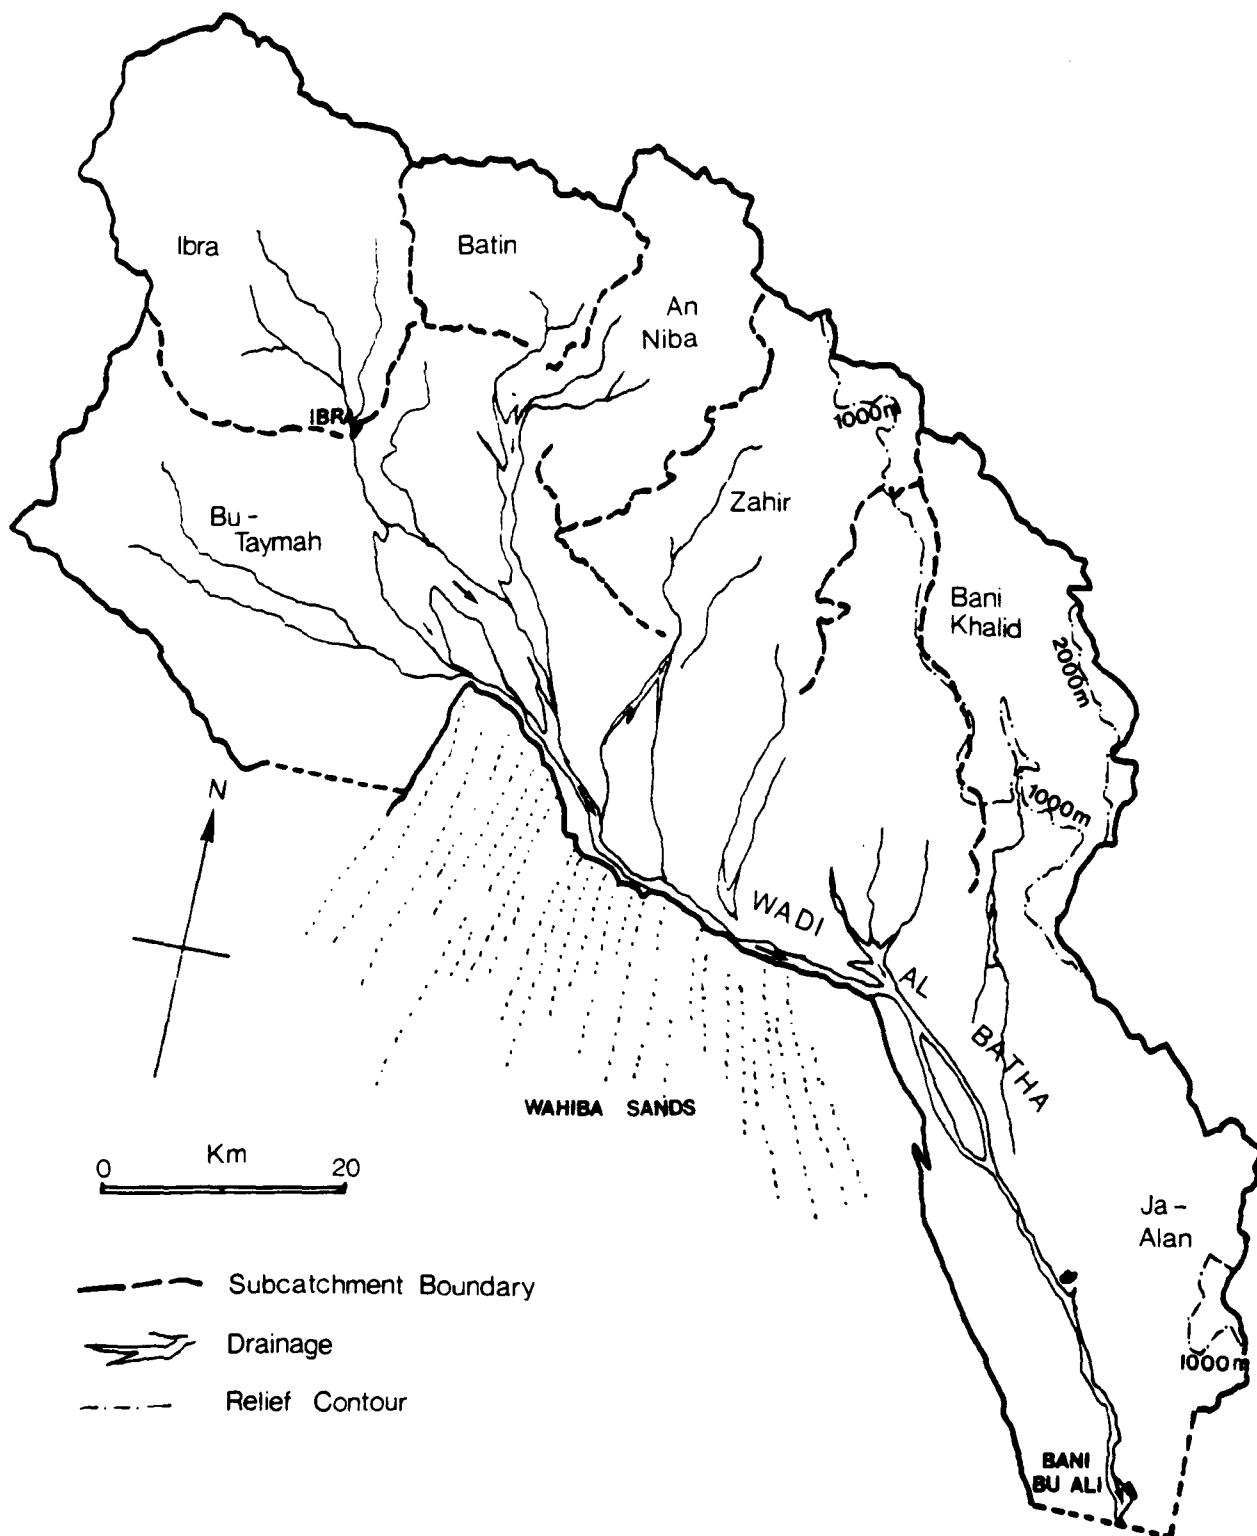 Ibra
Batin
An
Niba
1000m
IBRA
Zahir
Bu -
Taymah
Bani
Khalid
2000m
N
1000m
WADI
AL
BATHA
WAHIBA SANDS
Km
0 20
Ja -
Alan
Subcatchment Boundary
Drainage
1000m
Relief Contour
BANI
BU ALI